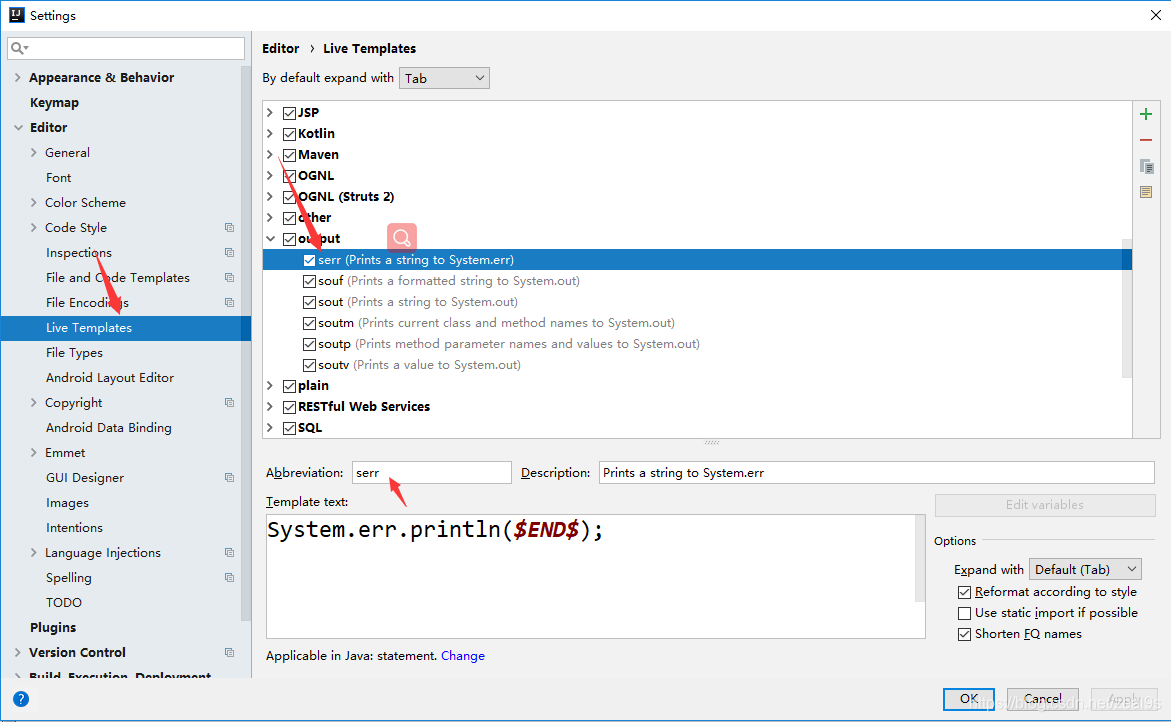 Settings
Appearance & Behavior
Keymap
Editor
General
Font
Color Scheme
Code Style
Inspections
File and Code Templates
File Encodings
Live Templates
File Types
Android Layout Editor
Copyright
Android Data Binding
Emmet
GUI Designer
Images
Intentions
Language Injections
Spelling
TODO
Plugins
Version Control
Build, Execution, Deployment
Editor › Live Templates
By default expand with Tab
JSP
Kotlin
Maven
OGNL
OGNL (Struts 2)
other
output
serr (Prints a string to System.err)
souf (Prints a formatted string to System.out)
sout (Prints a string to System.out)
soutm (Prints current class and method names to System.out)
soutp (Prints method parameter names and values to System.out)
soutv (Prints a value to System.out)
plain
RESTful Web Services
SQL
Abbreviation: serr Description: Prints a string to System.err
Template text:
System.err.println($END$);
Edit variables
Options
Expand with Default (Tab)
Reformat according to style
Use static import if possible
Shorten FQ names
Applicable in Java: statement. Change
? OK Cancel Apply